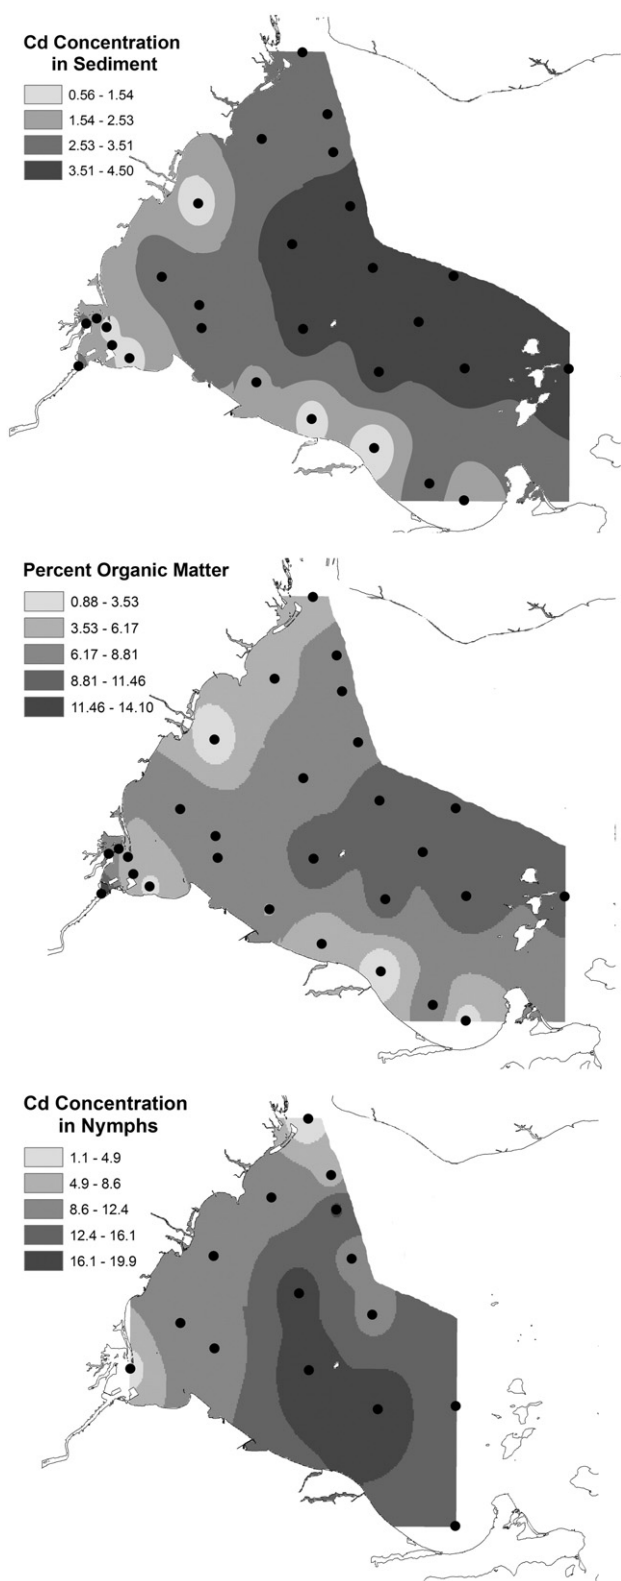 Cd Concentration
in Sediment
0.56 - 1.54
1.54 - 2.53
2.53 - 3.51
3.51 - 4.50
Percent Organic Matter
0.88 - 3.53
3.53 - 6.17
6.17 - 8.81
8.81 - 11.46
11.46 - 14.10
Cd Concentration
in Nymphs
1.1 - 4.9
4.9 - 8.6
8.6 - 12.4
12.4 - 16.1
16.1 - 19.9